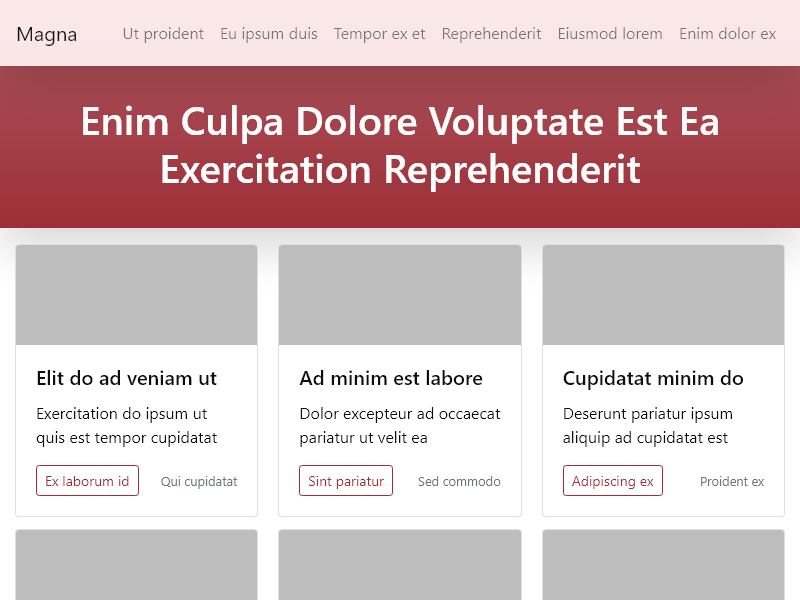 Magna
Ut proident
Eu ipsum duis
Tempor ex et
Reprehenderit
Eiusmod lorem
Enim dolor ex
Enim Culpa Dolore Voluptate Est Ea
Exercitation Reprehenderit
Elit do ad veniam ut
Exercitation do ipsum ut
quis est tempor cupidatat
Ex laborum id
Qui cupidatat
Ad minim est labore
Dolor excepteur ad occaecat
pariatur ut velit ea
Sint pariatur
Sed commodo
Cupidatat minim do
Deserunt pariatur ipsum
aliquip ad cupidatat est
Adipiscing ex
Proident ex